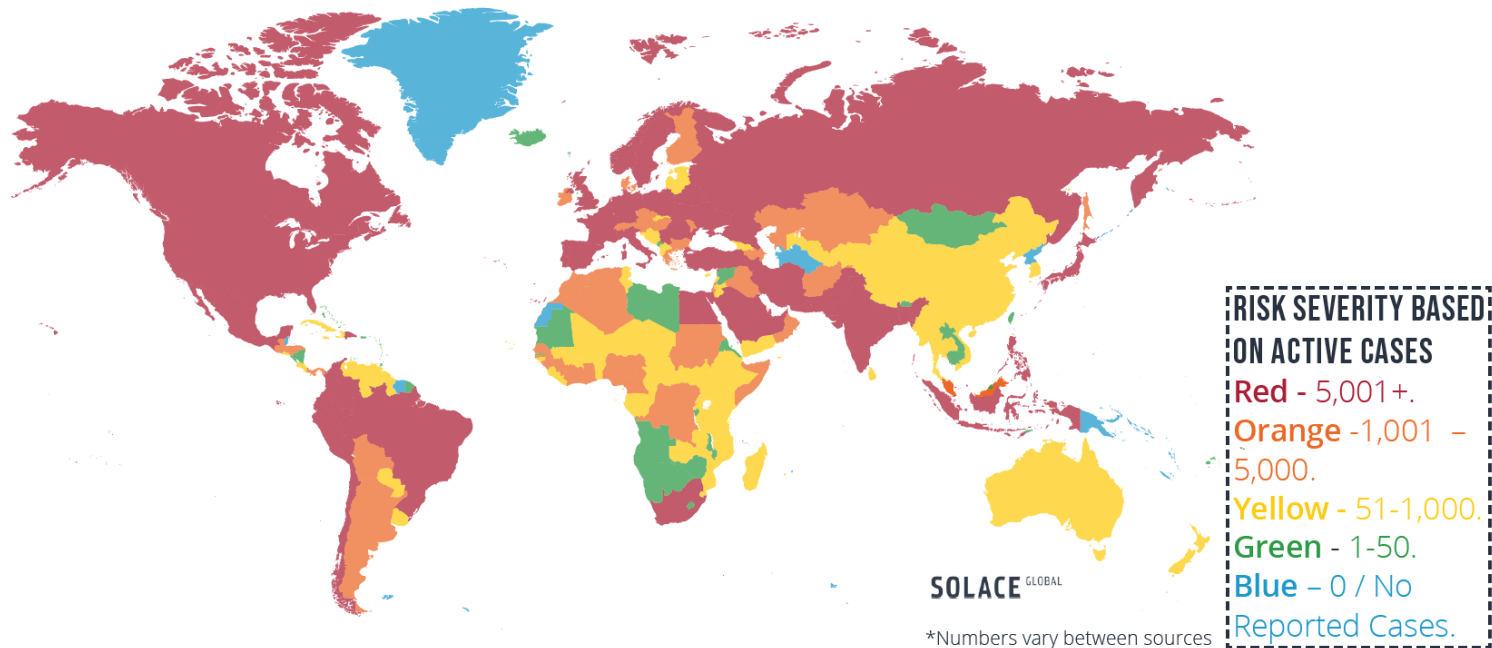 RISK SEVERITY BASED
ON ACTIVE CASES
Red - 5,001+.
Orange -1,001 –
5,000.
Yellow - 51-1,000.
Green - 1-50.
Blue – 0 / No
Reported Cases.
SOLACE GLOBAL
*Numbers vary between sources